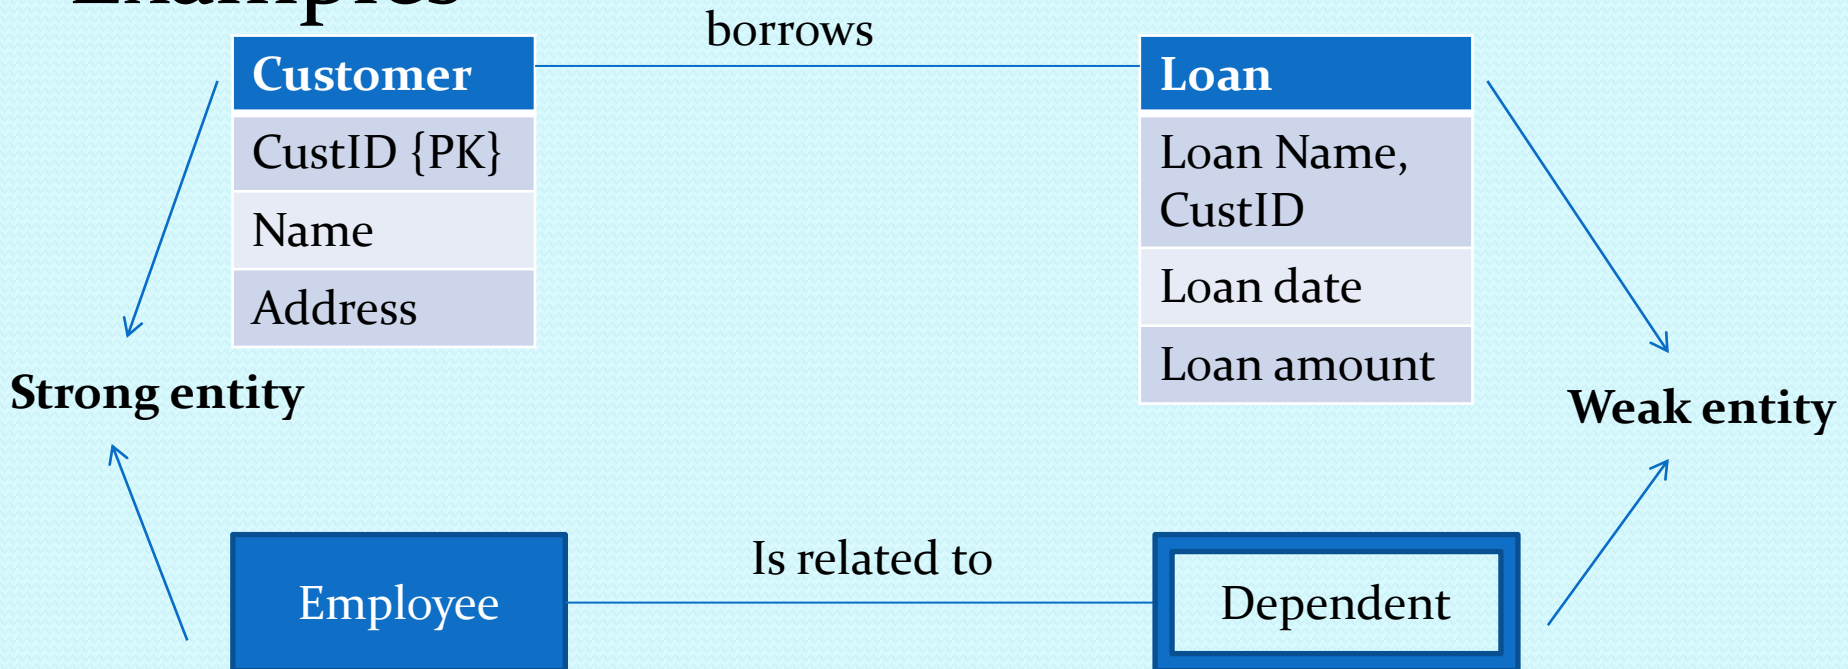 Examples
borrows
Customer
CustID {PK}
Name
Address
Loan
Loan Name,
CustID
Loan date
Loan amount
Strong entity
Weak entity
Employee
Is related to
Dependent